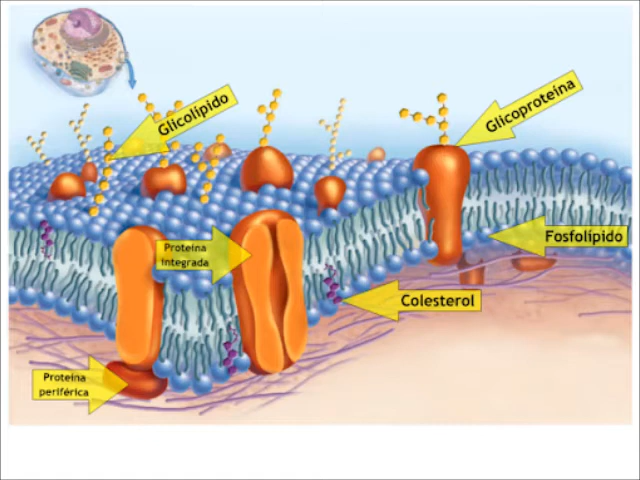 Glicolípido
Glicoproteína
Proteína
integrada
Fosfolípido
Colesterol
Proteína
periférica